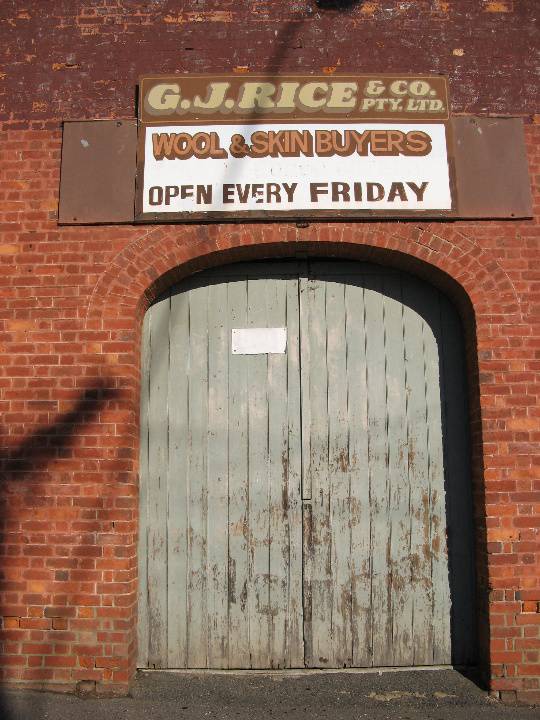 G.J. RICE & CO. PTY. LTD.
WOOL & SKIN BUYERS
OPEN EVERY FRIDAY